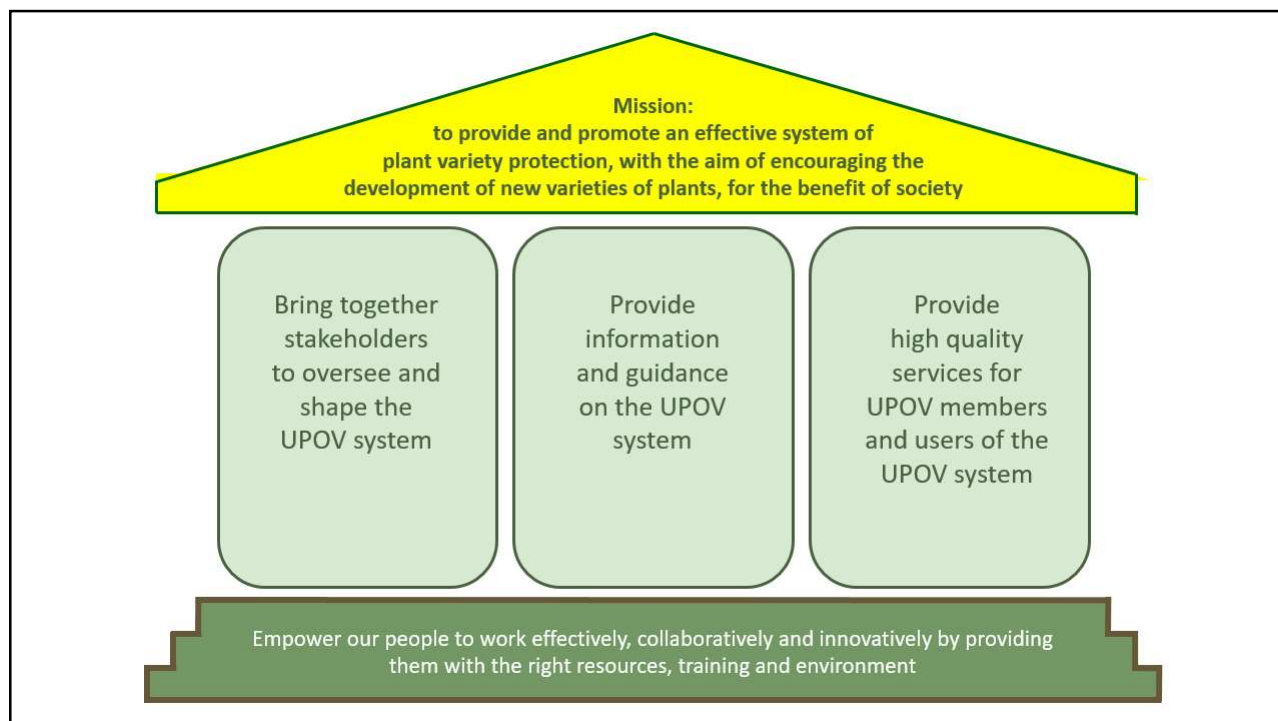 Mission:
to provide and promote an effective system of
plant variety protection, with the aim of encouraging the
development of new varieties of plants, for the benefit of society
Bring together
stakeholders
to oversee and
shape the
UPOV system
Provide
information
and guidance
on the UPOV
system
Provide
high quality
services for
UPOV members
and users of the
UPOV system
Empower our people to work effectively, collaboratively and innovatively by providing
them with the right resources, training and environment